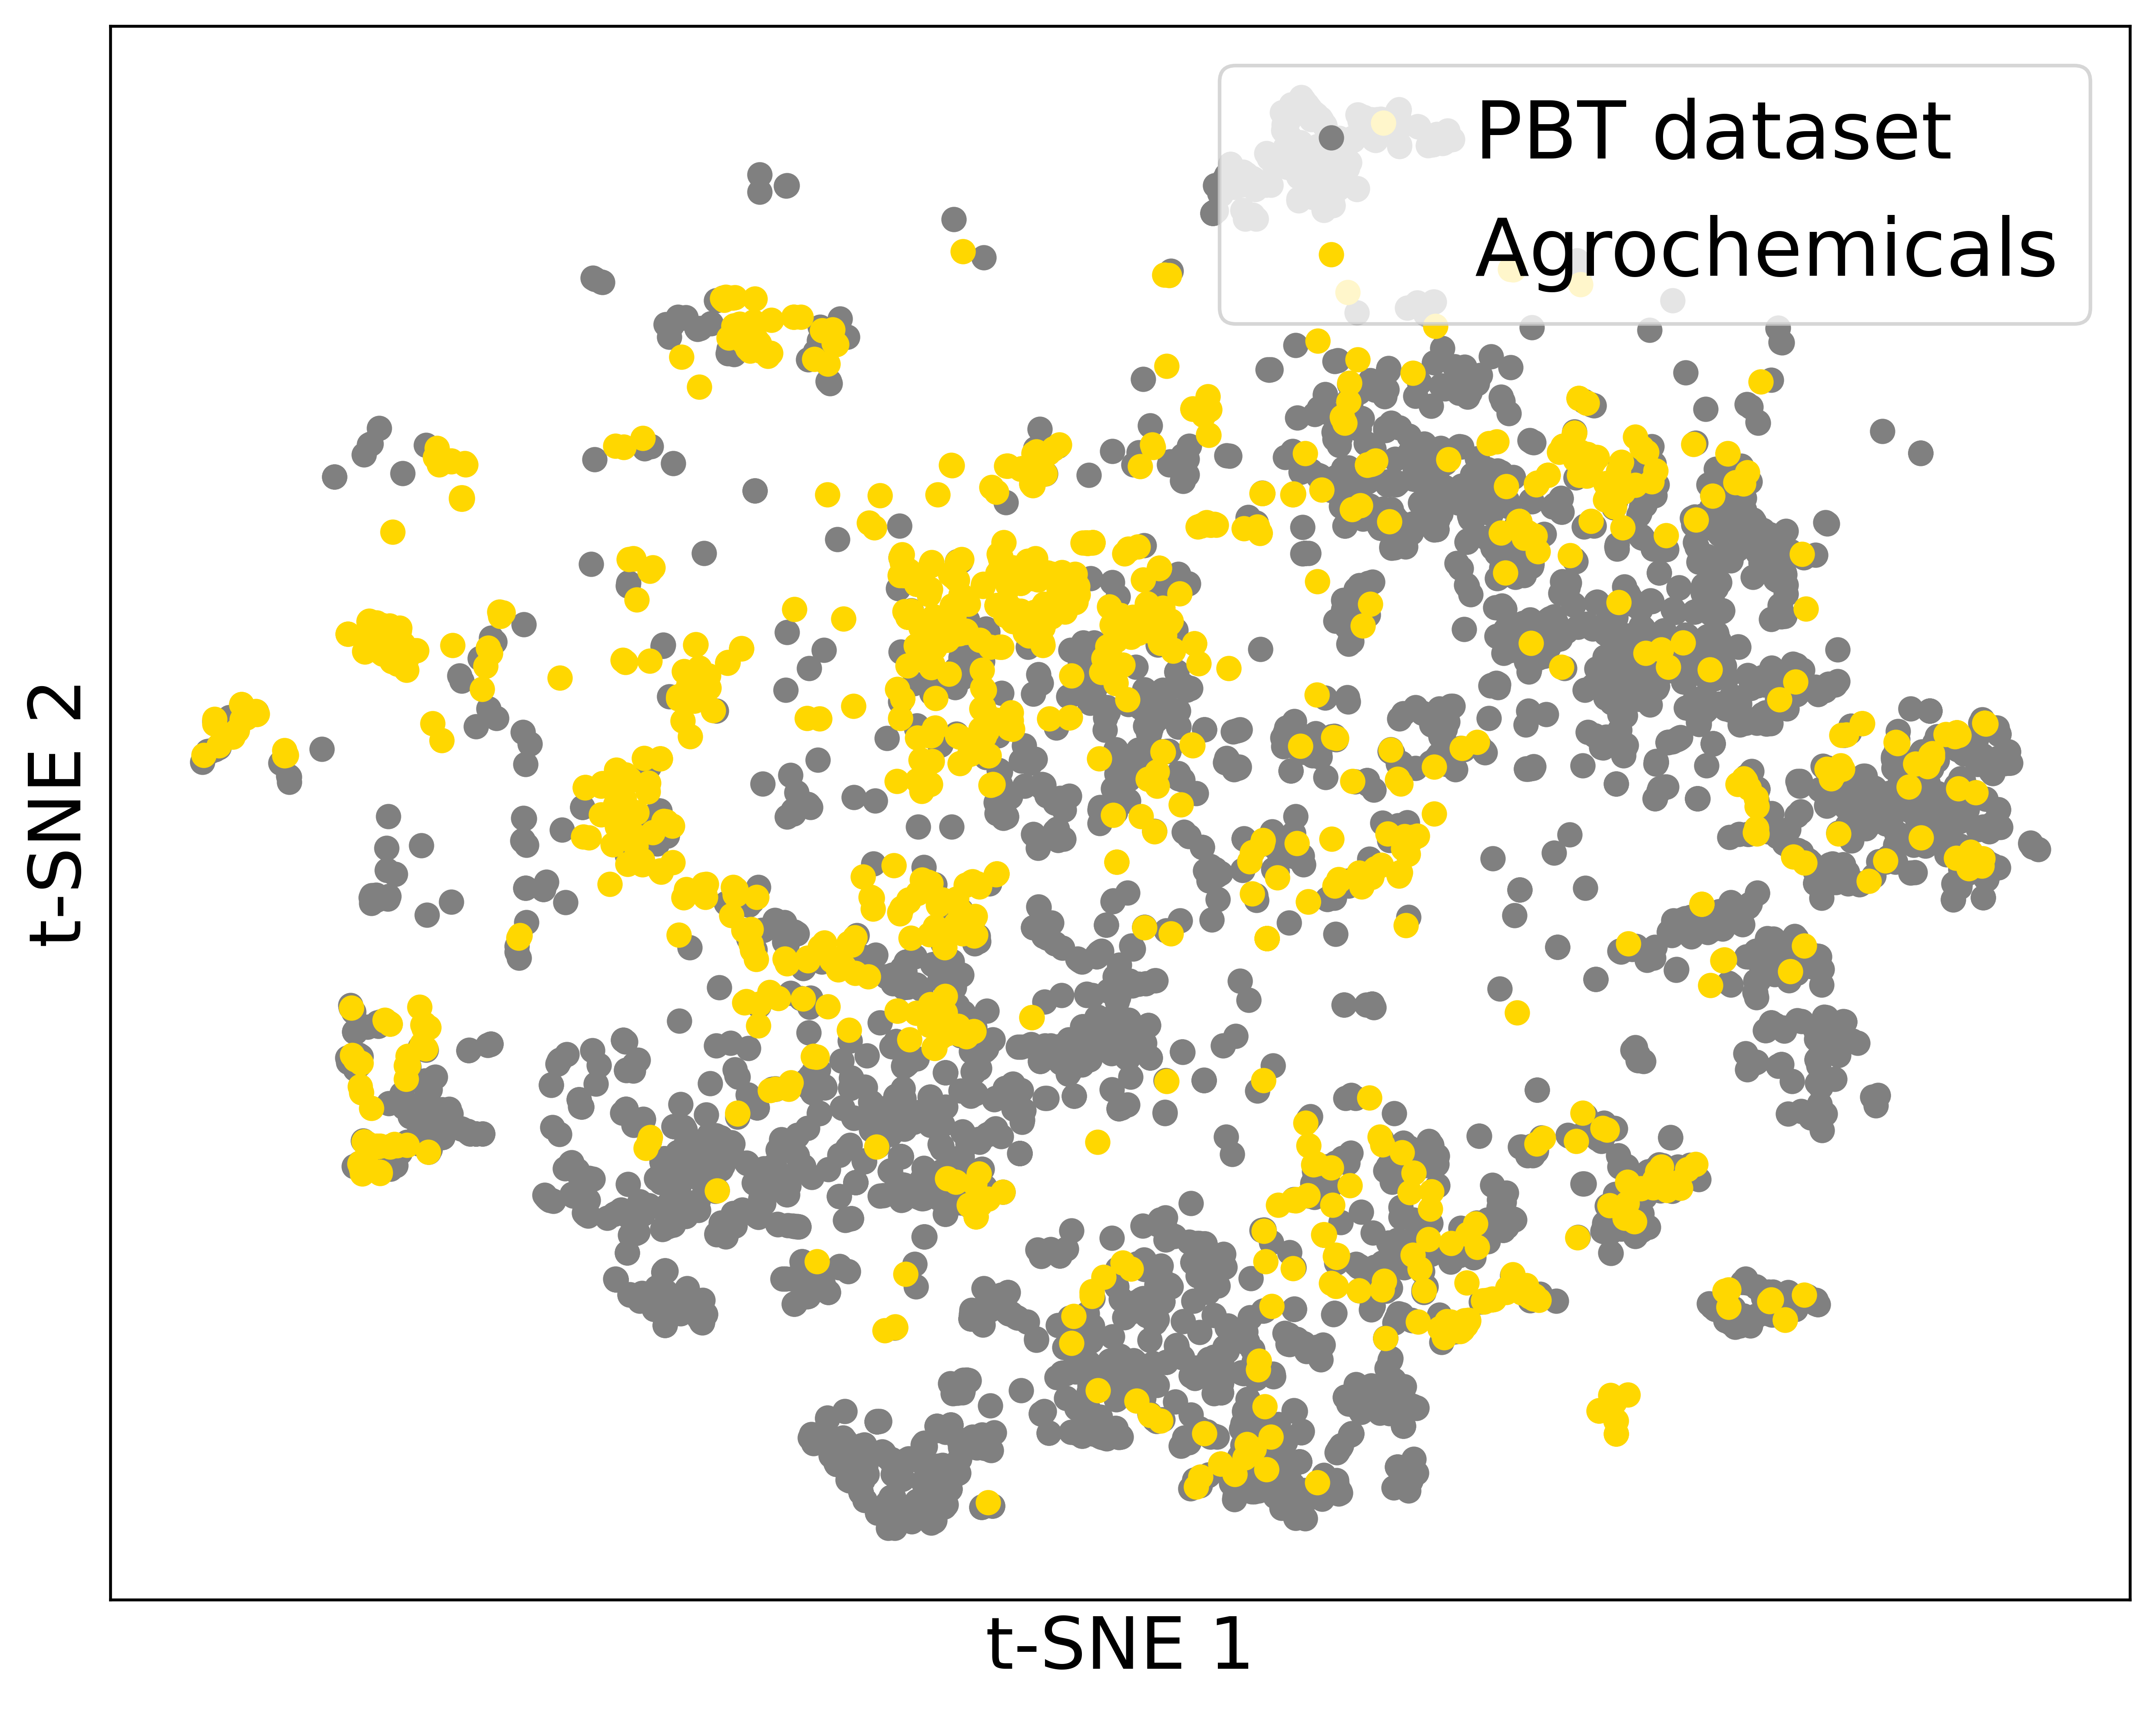 PBT dataset
Agrochemicals
t-SNE 2
t-SNE 1